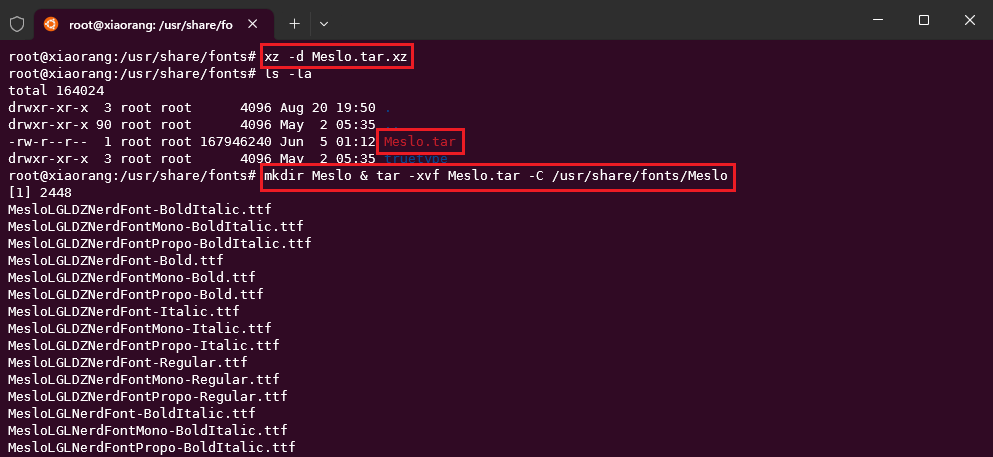 root@xiaorang: /usr/share/fo
root@xiaorang:/usr/share/fonts# xz -d Meslo.tar.xz
root@xiaorang:/usr/share/fonts# ls -la
total 164024
drwxr-xr-x  3 root root      4096 Aug 20 19:50 .
drwxr-xr-x 90 root root      4096 May  2 05:35 ..
-rw-r--r--  1 root root 167946240 Jun  5 01:12 Meslo.tar
drwxr-xr-x  3 root root      4096 May  2 05:35 truetype
root@xiaorang:/usr/share/fonts# mkdir Meslo & tar -xvf Meslo.tar -C /usr/share/fonts/Meslo
[1] 2448
MesloLGLDZNerdFont-BoldItalic.ttf
MesloLGLDZNerdFontMono-BoldItalic.ttf
MesloLGLDZNerdFontPropo-BoldItalic.ttf
MesloLGLDZNerdFont-Bold.ttf
MesloLGLDZNerdFontMono-Bold.ttf
MesloLGLDZNerdFontPropo-Bold.ttf
MesloLGLDZNerdFont-Italic.ttf
MesloLGLDZNerdFontMono-Italic.ttf
MesloLGLDZNerdFontPropo-Italic.ttf
MesloLGLDZNerdFont-Regular.ttf
MesloLGLDZNerdFontMono-Regular.ttf
MesloLGLDZNerdFontPropo-Regular.ttf
MesloLGLNerdFont-BoldItalic.ttf
MesloLGLNerdFontMono-BoldItalic.ttf
MesloLGLNerdFontPropo-BoldItalic.ttf